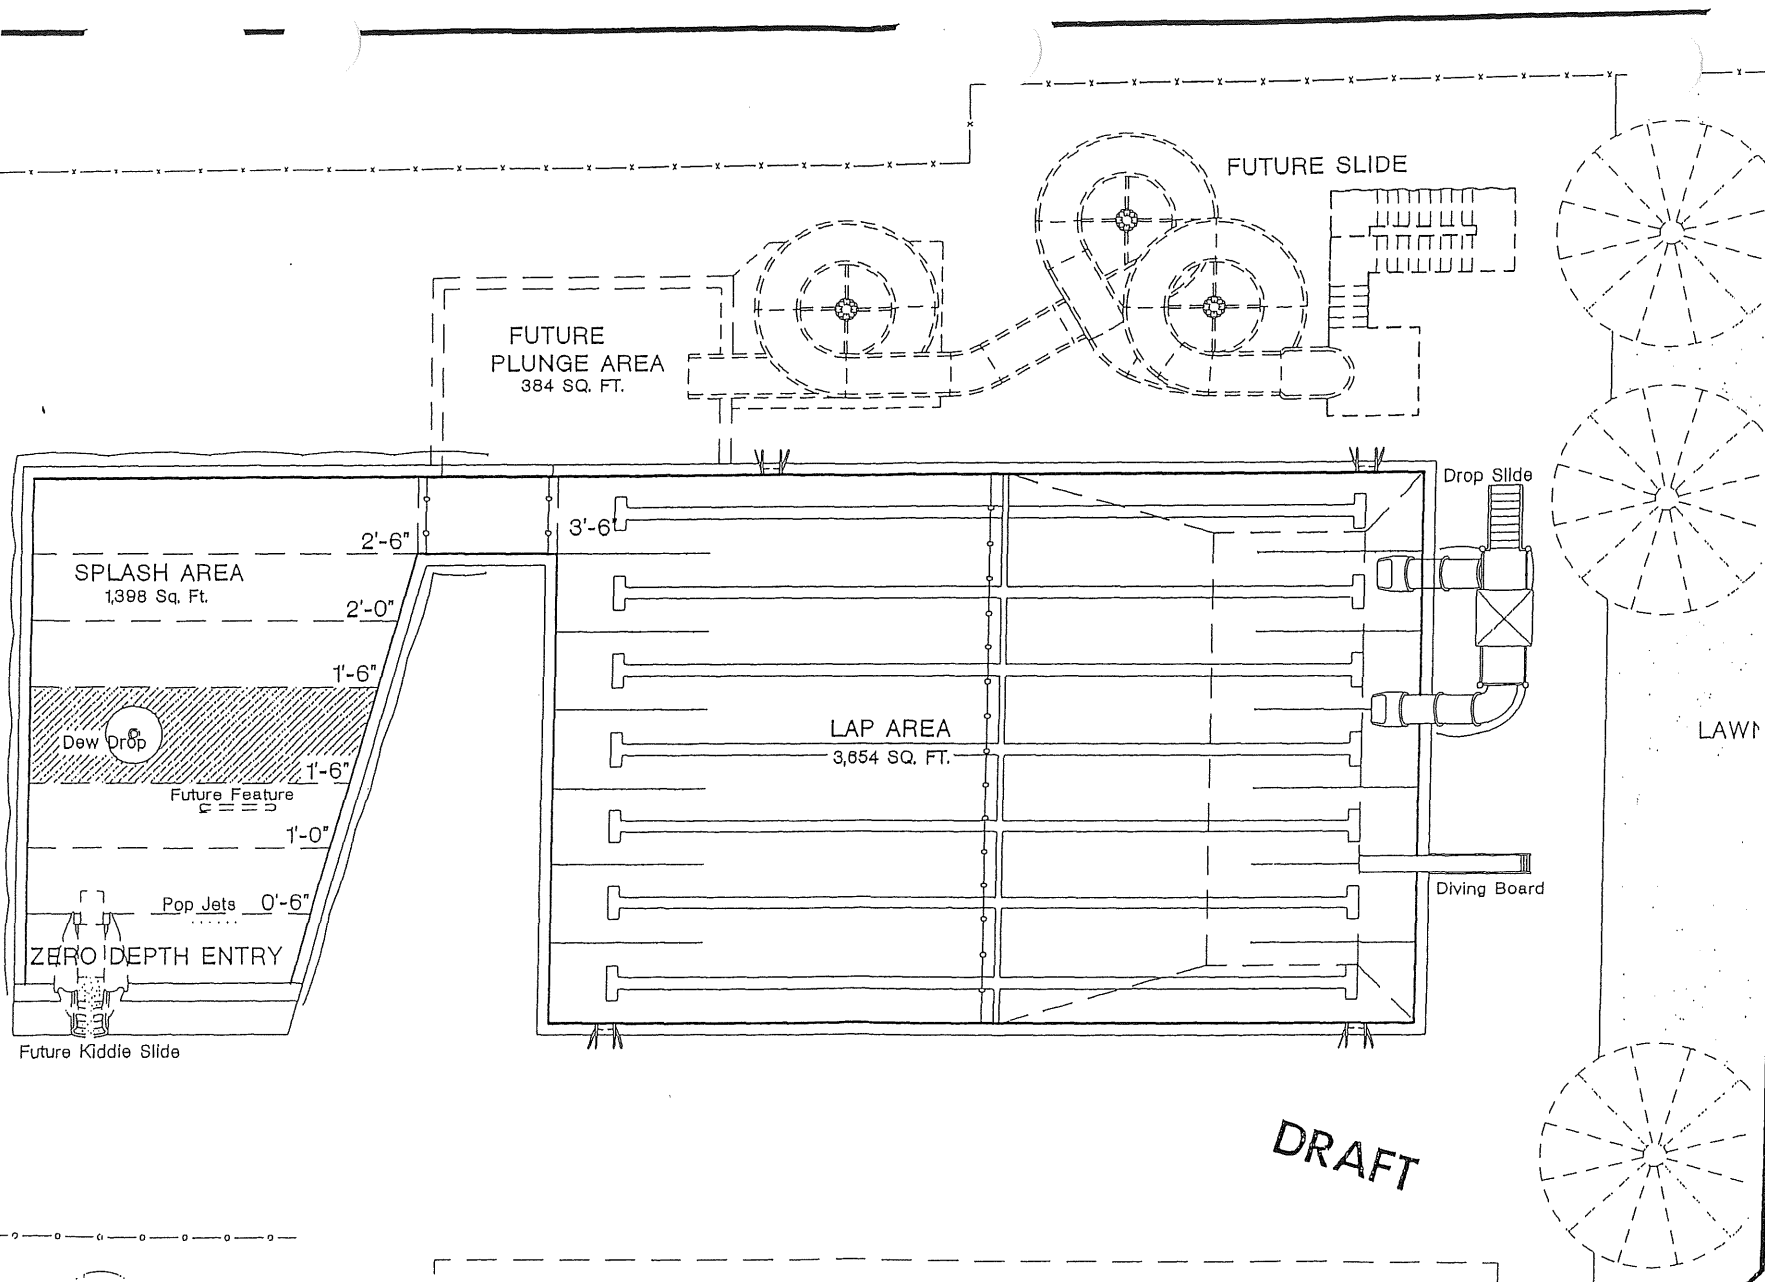 FUTURE SLIDE
FUTURE
PLUNGE AREA
384 SQ. FT.
Drop Slide
3'-6"
2'-6"
SPLASH AREA
1,398 Sq. Ft.
2'-0"
1'-6"
LAP AREA
3,654 SQ. FT.
LAWN
Dew Drop
1'-6"
Future Feature
1'-0"
Diving Board
Pop Jets
0'-6"
ZERO DEPTH ENTRY
Future Kiddie Slide
DRAFT